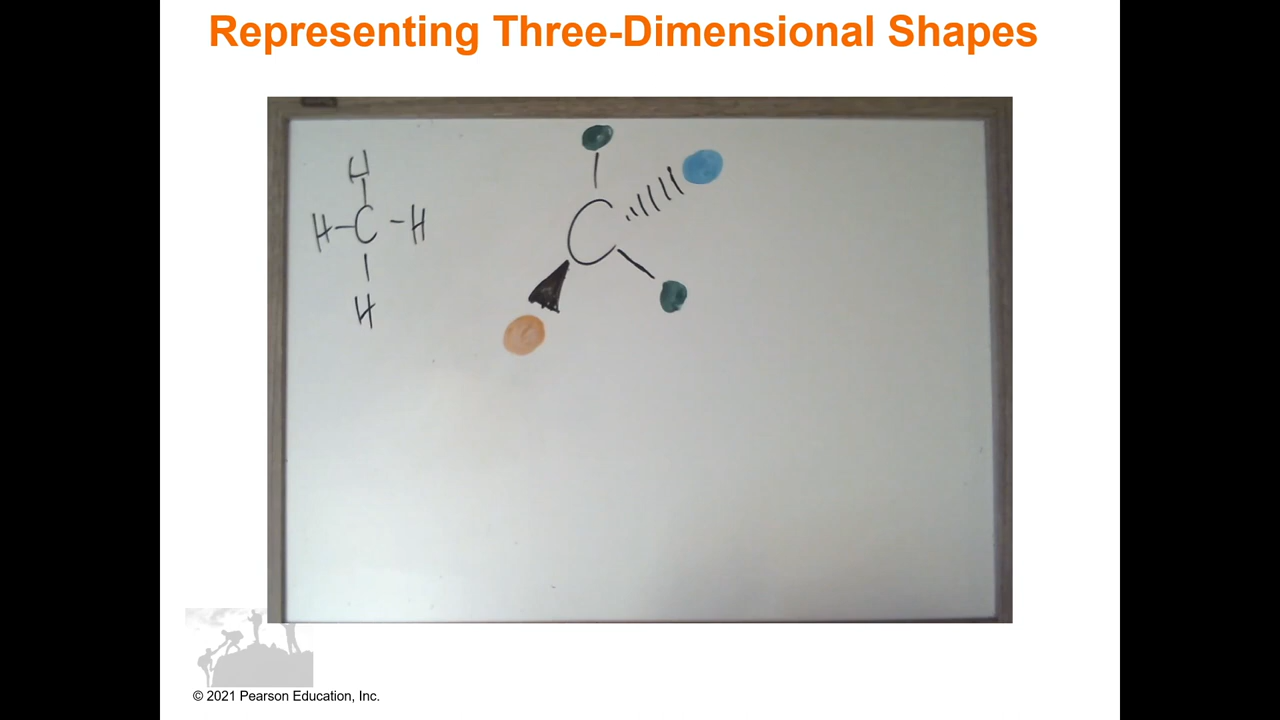 Representing Three-Dimensional Shapes
H
H-C-H
H
C
© 2021 Pearson Education, Inc.